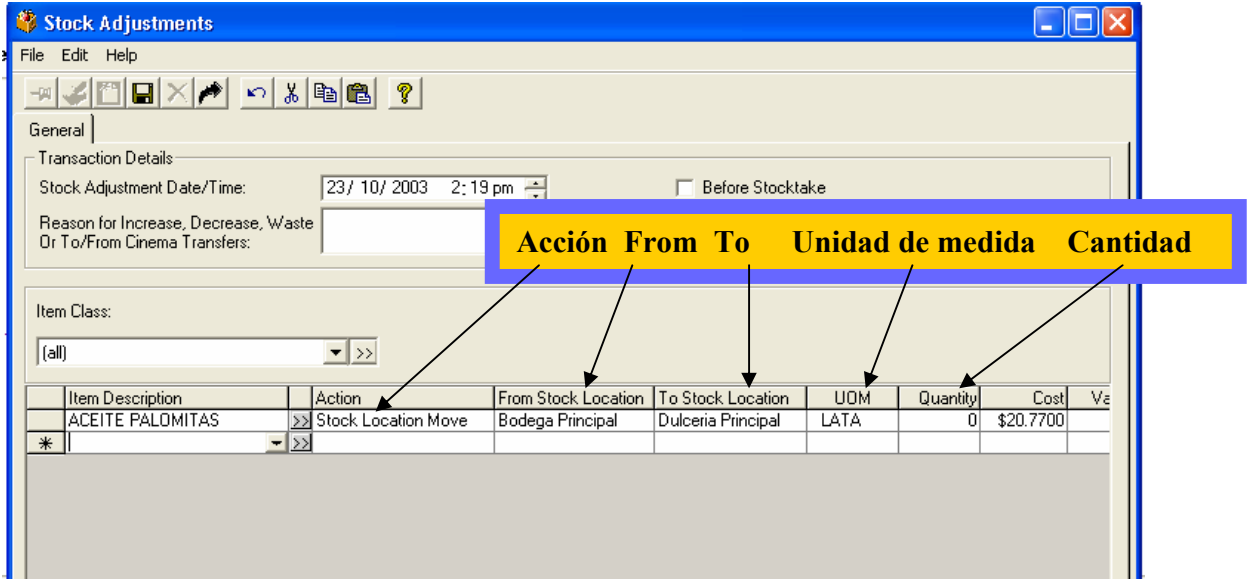 Stock Adjustments
File Edit Help
General
Transaction Details
Stock Adjustment Date/Time: 23/ 10/ 2003 2:19 pm Before Stocktake
Reason for Increase, Decrease, Waste
Or To/From Cinema Transfers:
Acción From To Unidad de medida Cantidad
Item Class:
(all) >>
Item Description Action From Stock Location To Stock Location UOM Quantity Cost Va
ACEITE PALOMITAS >> Stock Location Move Bodega Principal Dulceria Principal LATA 0 $20.7700
* >>